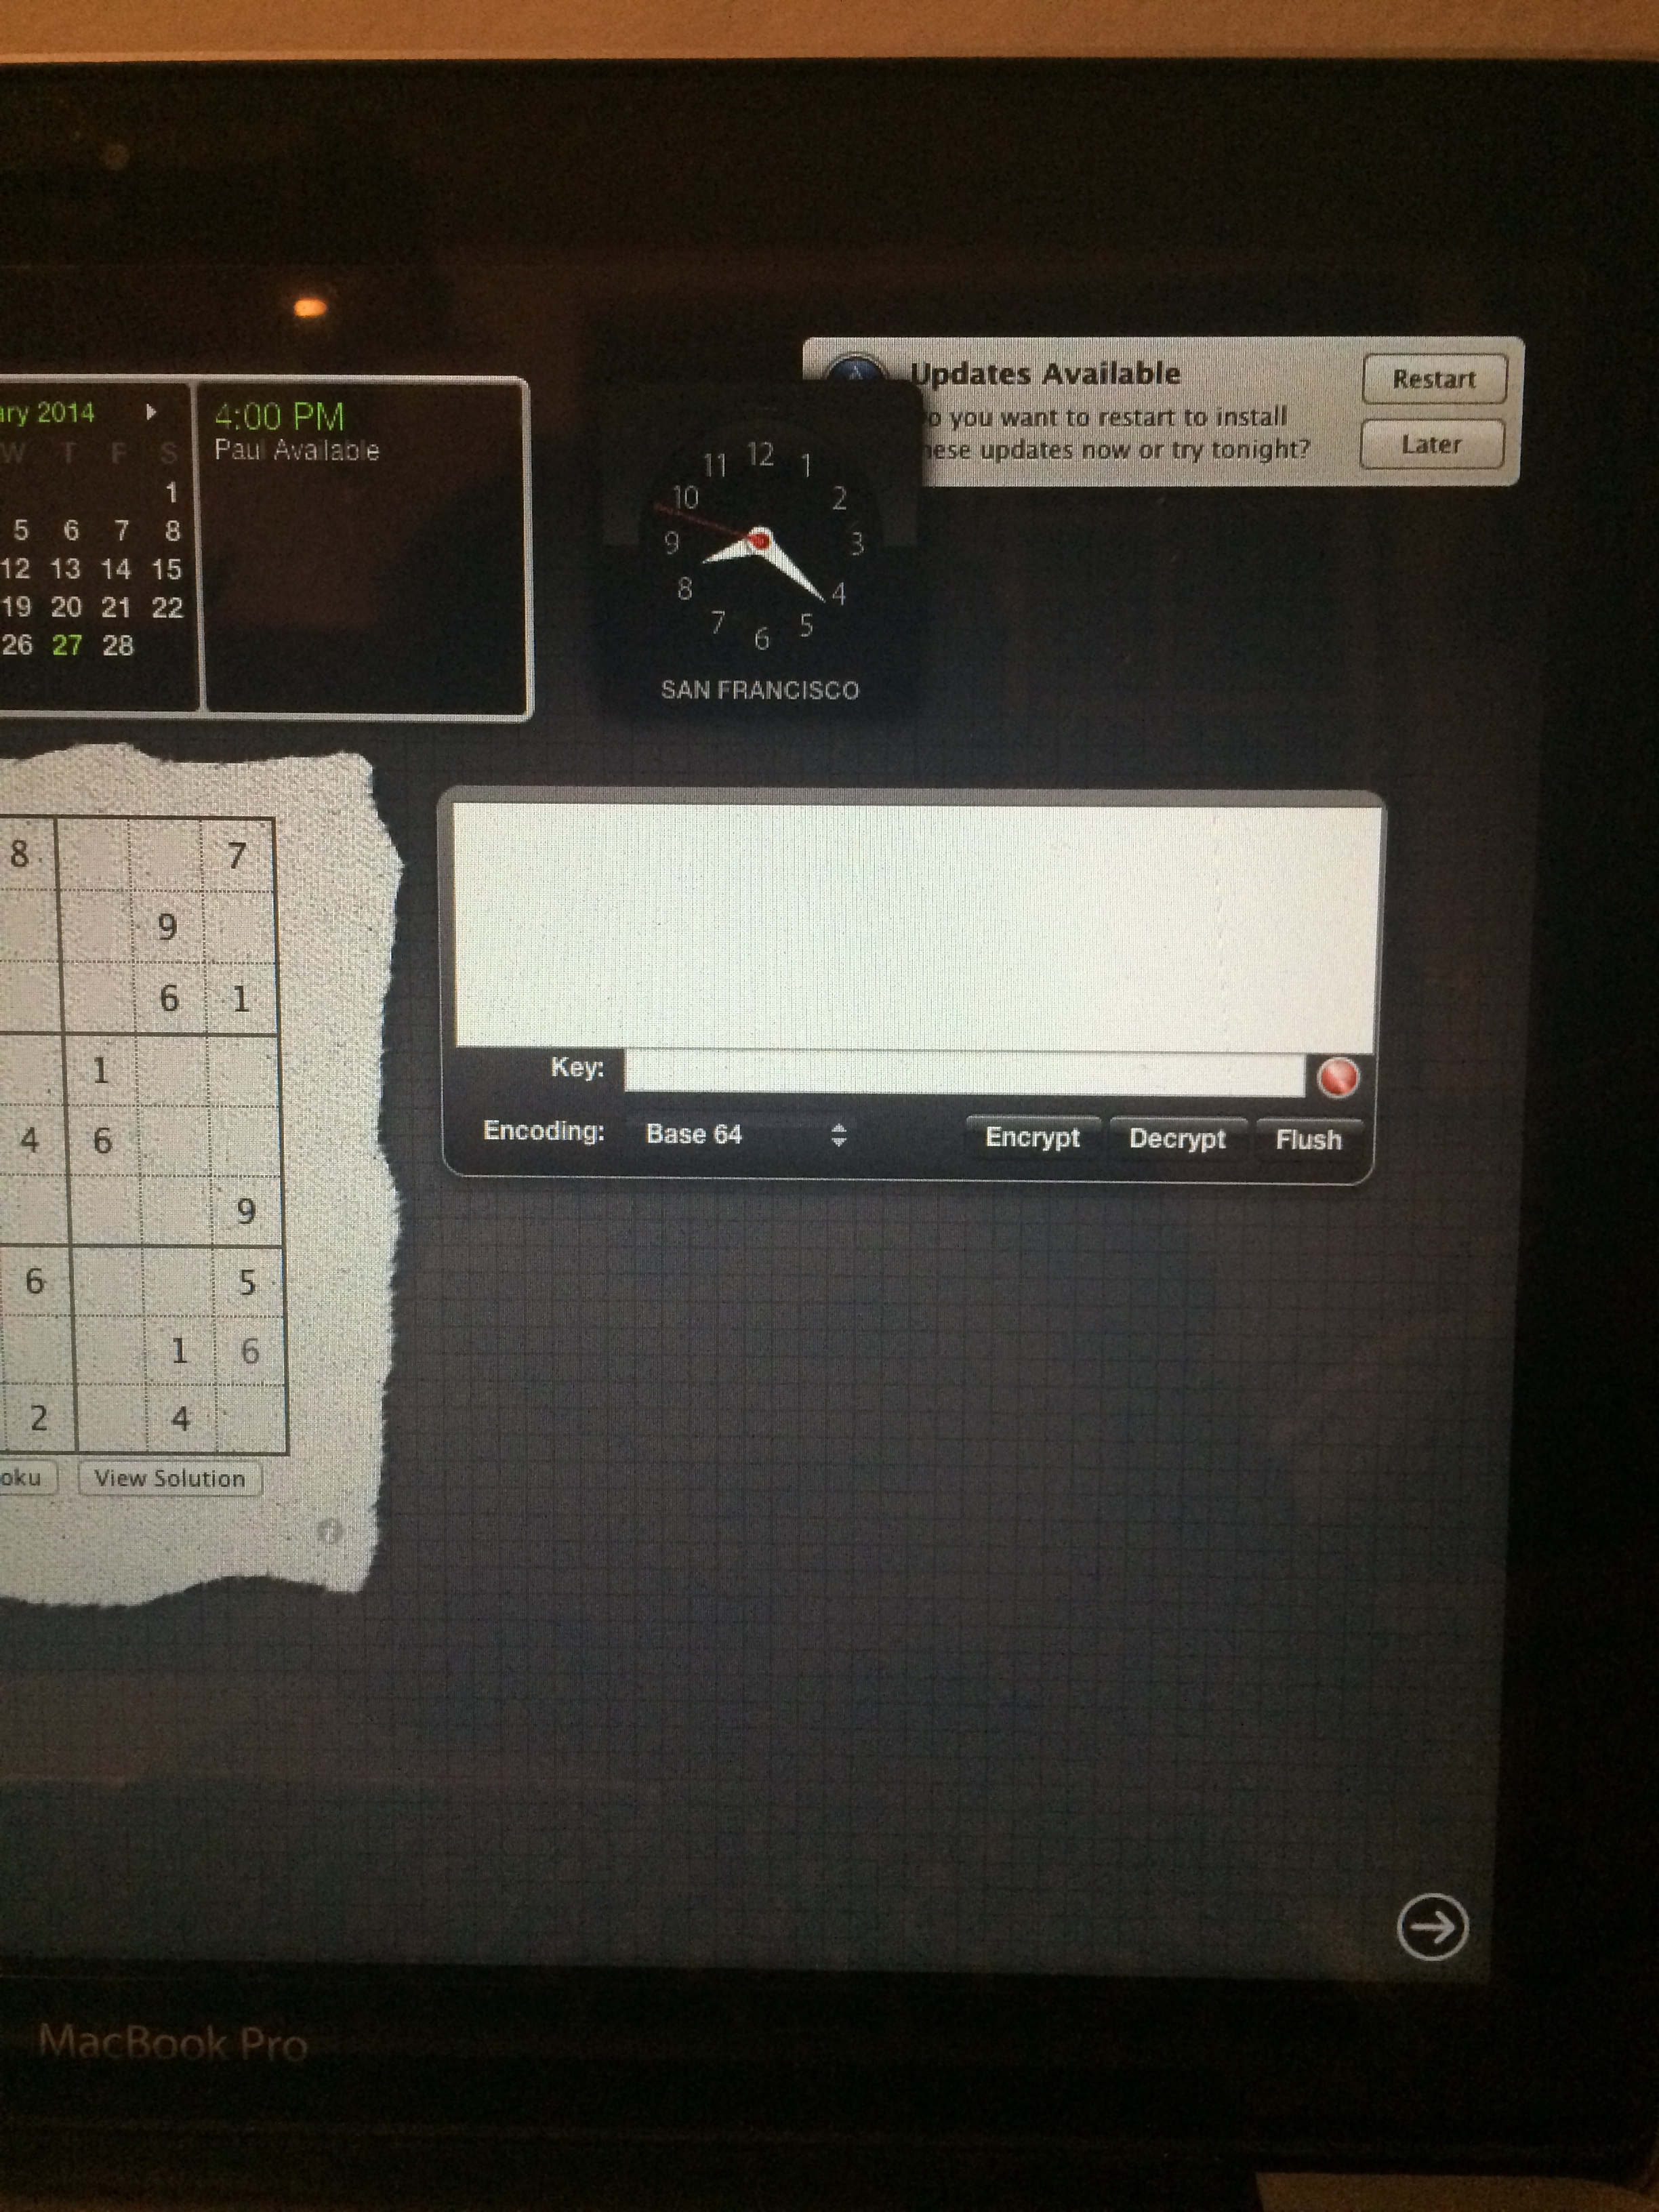 Updates Available
Restart
o you want to restart to install
ese updates now or try tonight?
Later
ary 2014
W T F S
1
5 6 7 8
12 13 14 15
19 20 21 22
26 27 28
4:00 PM
Paul Available
12
11 1
10 2
9 3
8 4
7 5
6
SAN FRANCISCO
8 7
9
6 1
1
4 6
9
6 5
1 6
2 4
oku
View Solution
Key:
Encoding: Base 64
Encrypt
Decrypt
Flush
MacBook Pro